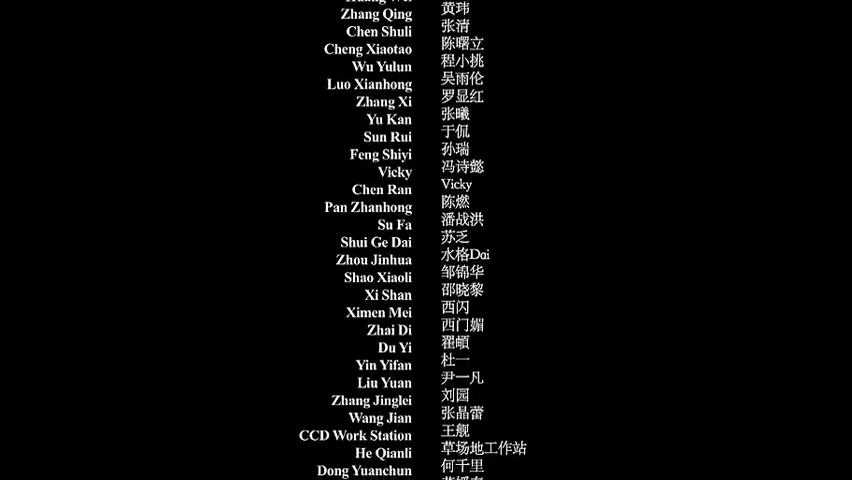 Zhang Qing 黄玮
Chen Shuli 张清
Cheng Xiaotao 陈曙立
Wu Yulun 程小挑
Luo Xianhong 吴雨伦
Zhang Xi 罗显红
Yu Kan 张曦
Sun Rui 于侃
Feng Shiyi 孙瑞
Vicky 冯诗懿
Chen Ran Vicky
Pan Zhanhong 陈燃
Su Fa 潘战洪
Shui Ge Dai 苏乏
Zhou Jinhua 水格Dai
Shao Xiaoli 邹锦华
Xi Shan 邵晓黎
Ximen Mei 西闪
Zhai Di 西门媚
Du Yi 翟頔
Yin Yifan 杜一
Liu Yuan 尹一凡
Zhang Jinglei 刘园
Wang Jian 张晶蕾
CCD Work Station 王舰
He Qianli 草场地工作站
Dong Yuanchun 何千里